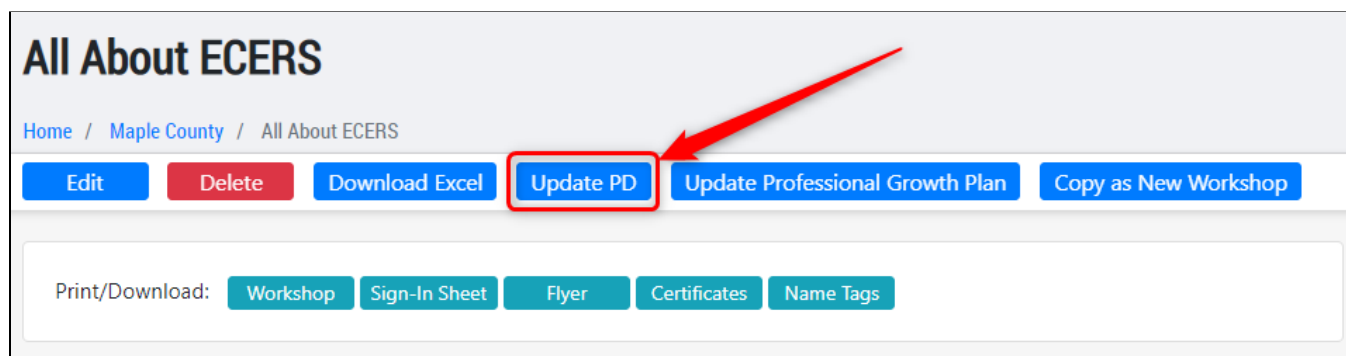 All About ECERS
Home / Maple County / All About ECERS
Edit Delete Download Excel Update PD Update Professional Growth Plan Copy as New Workshop
Print/Download: Workshop Sign-In Sheet Flyer Certificates Name Tags